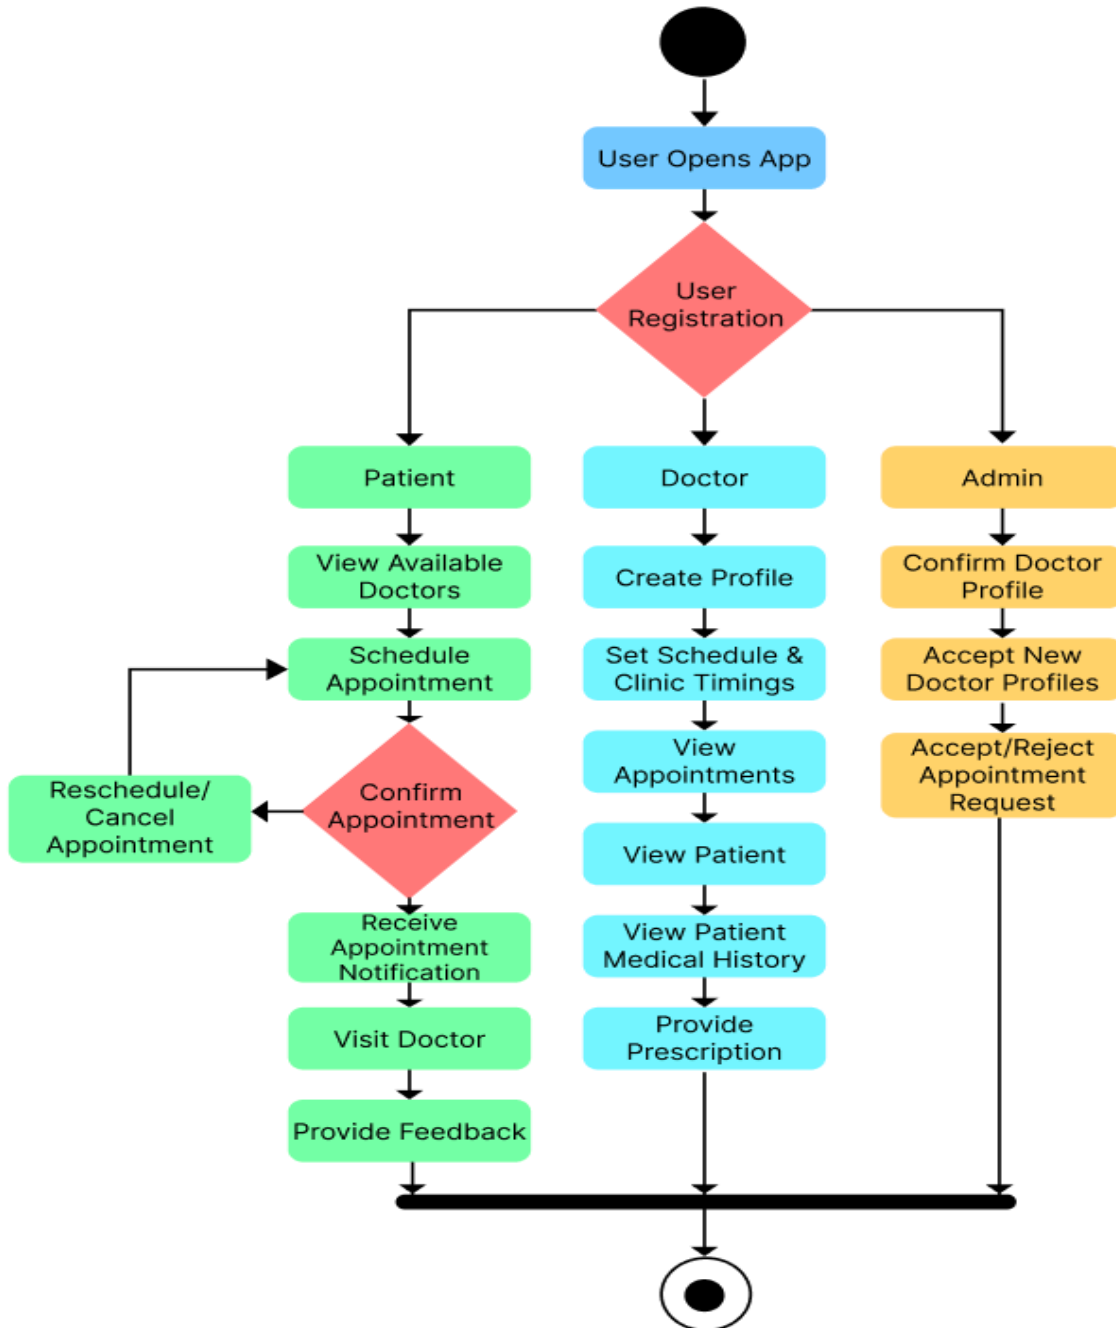 User Opens App
User
Registration
Patient
Doctor
Admin
View Available
Doctors
Create Profile
Confirm Doctor
Profile
Schedule
Appointment
Set Schedule &
Clinic Timings
Accept New
Doctor Profiles
Reschedule/
Cancel
Appointment
Confirm
Appointment
View
Appointments
Accept/Reject
Appointment
Request
View Patient
Receive
Appointment
Notification
View Patient
Medical History
Visit Doctor
Provide
Prescription
Provide Feedback